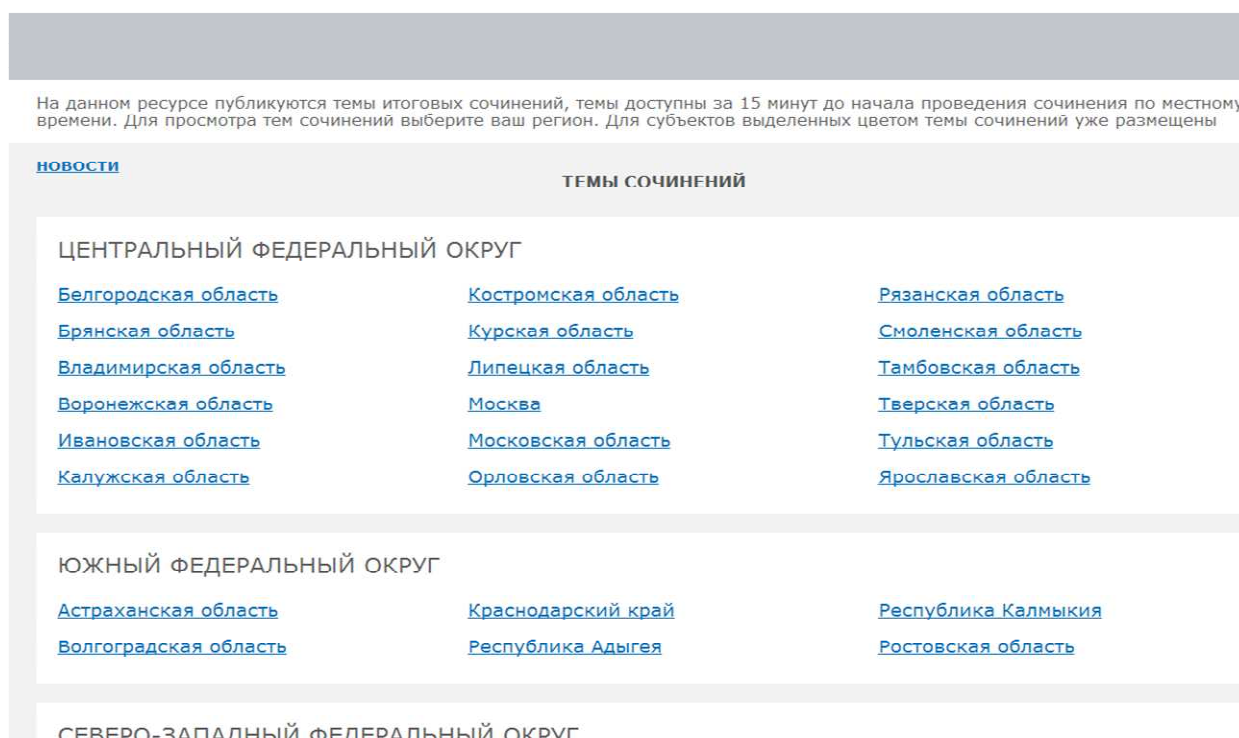 На данном ресурсе публикуются темы итоговых сочинений, темы доступны за 15 минут до начала проведения сочинения по местному
времени. Для просмотра тем сочинений выберите ваш регион. Для субъектов выделенных цветом темы сочинений уже размещены
НОВОСТИ
ТЕМЫ СОЧИНЕНИЙ
ЦЕНТРАЛЬНЫЙ ФЕДЕРАЛЬНЫЙ ОКРУГ
Белгородская область Костромская область Рязанская область
Брянская область Курская область Смоленская область
Владимирская область Липецкая область Тамбовская область
Воронежская область Москва Тверская область
Ивановская область Московская область Тульская область
Калужская область Орловская область Ярославская область
ЮЖНЫЙ ФЕДЕРАЛЬНЫЙ ОКРУГ
Астраханская область Краснодарский край Республика Калмыкия
Волгоградская область Республика Адыгея Ростовская область
СЕВЕРО-ЗАПАДНЫЙ ФЕДЕРАЛЬНЫЙ ОКРУГ